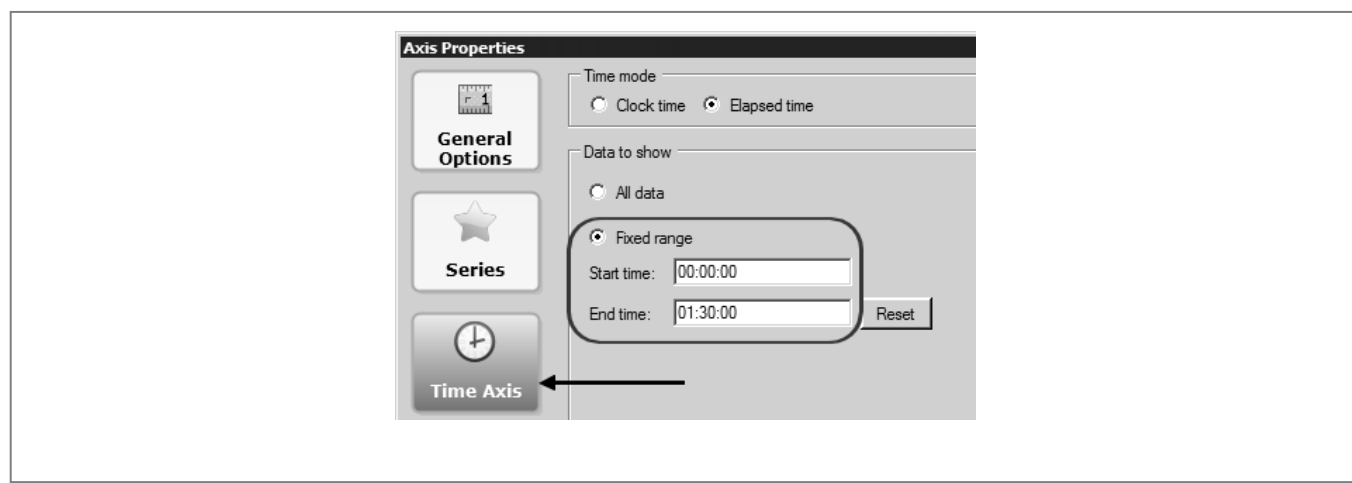 Axis Properties
1
General
Options
Series
Time Axis
Time mode
Clock time Elapsed time
Data to show
All data
Fixed range
Start time: 00:00:00
End time: 01:30:00 Reset